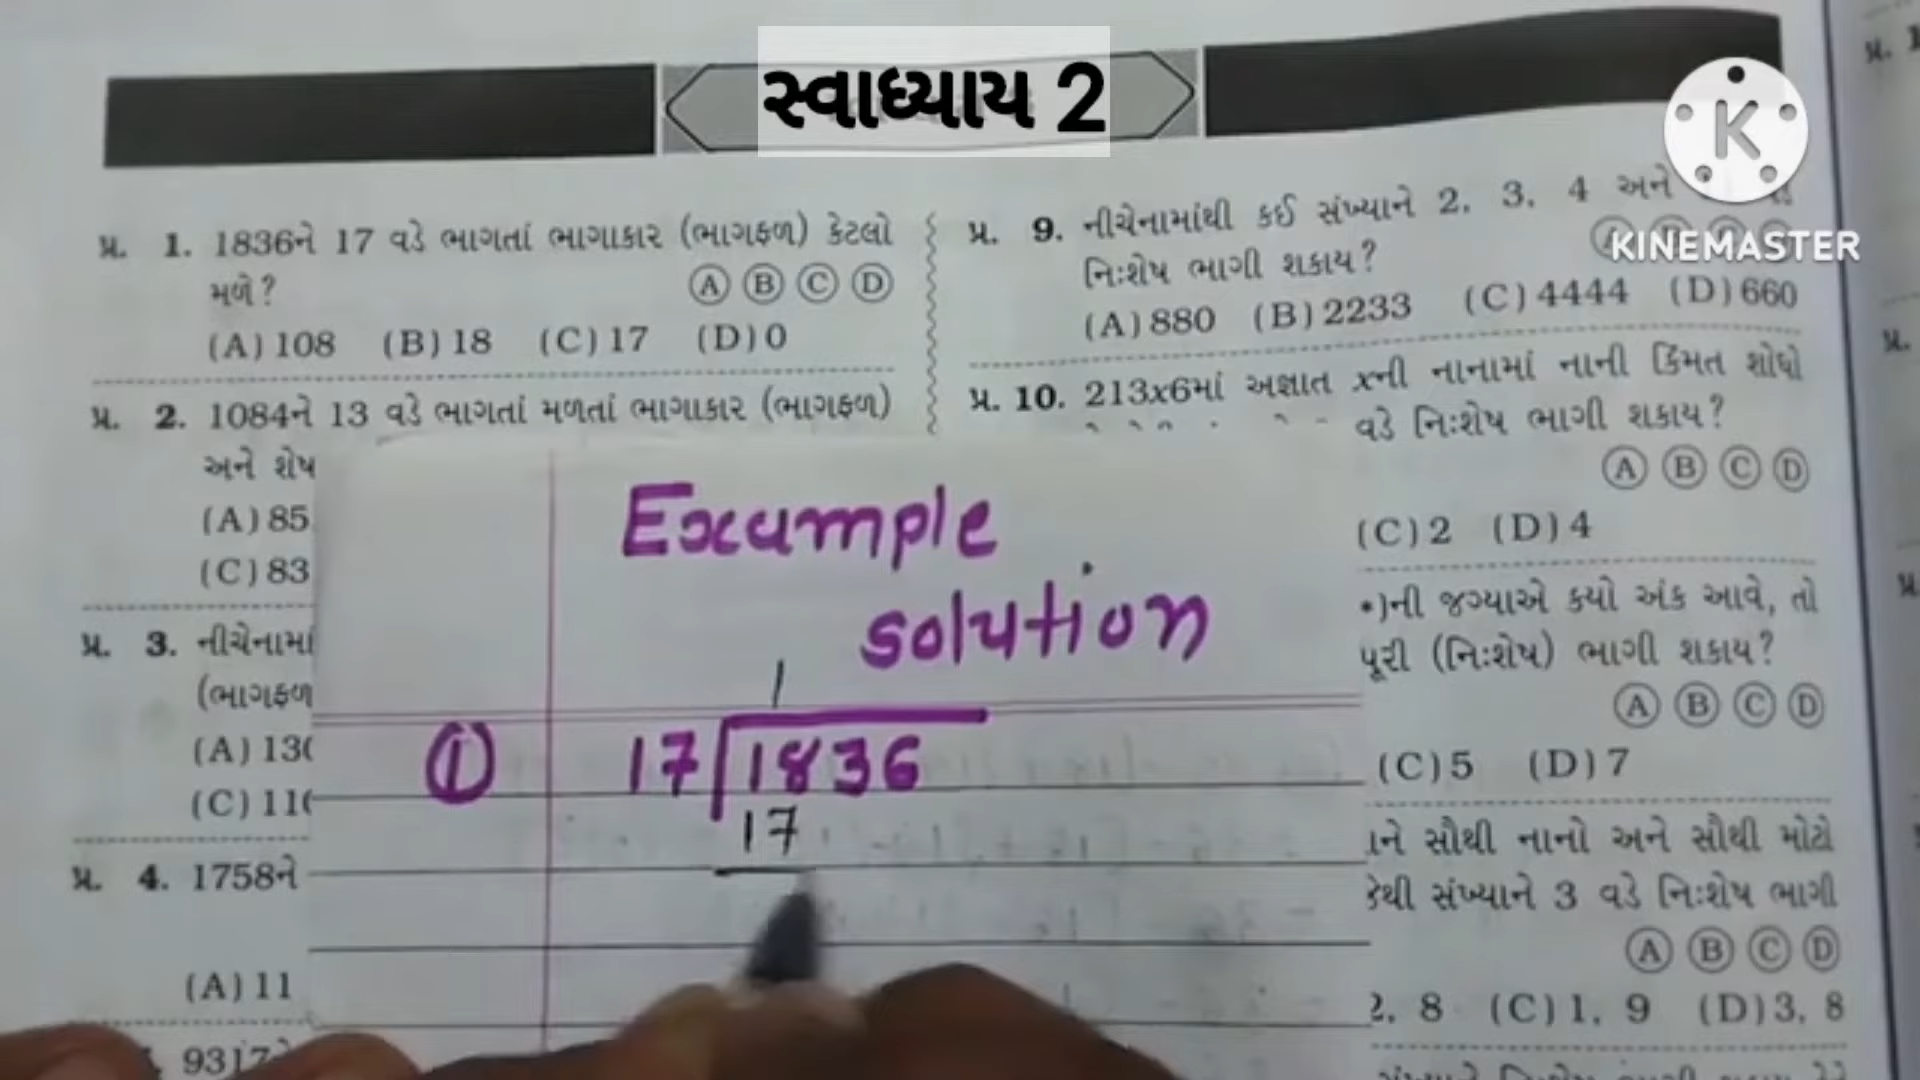 સ્વાધ્યાય 2
KINEMASTER
પ્ર. 1. 1836ને 17 વડે ભાગતાં ભાગાકાર (ભાગફળ) કેટલો
મળે? Ⓐ Ⓑ Ⓒ Ⓓ
(A) 108 (B) 18 (C) 17 (D) 0
પ્ર. 2. 1084ને 13 વડે ભાગતાં મળતાં ભાગાકાર (ભાગફળ)
અને શેષ
(A) 85
(C) 83
પ્ર. 3. નીચેનામાં
(ભાગફળ
(A) 13
(C) 11
પ્ર. 4. 1758ને
(A) 11
9317
Example
solution
1
① 17 1836
17
પ્ર. 9. નીચેનામાંથી કઈ સંખ્યાને 2, 3, 4 અને
નિઃશેષ ભાગી શકાય?
(A) 880 (B) 2233 (C) 4444 (D) 660
પ્ર. 10. 213x6માં અજ્ઞાત xની નાનામાં નાની કિંમત શોધો
વડે નિઃશેષ ભાગી શકાય?
Ⓐ Ⓑ Ⓒ Ⓓ
(C) 2 (D) 4
*)ની જગ્યાએ કયો અંક આવે, તો
પૂરી (નિઃશેષ) ભાગી શકાય?
Ⓐ Ⓑ Ⓒ Ⓓ
(C) 5 (D) 7
ને સૌથી નાનો અને સૌથી મોટો
સંખ્યાને 3 વડે નિઃશેષ ભાગી
Ⓐ Ⓑ Ⓒ Ⓓ
2, 8 (C) 1, 9 (D) 3, 8